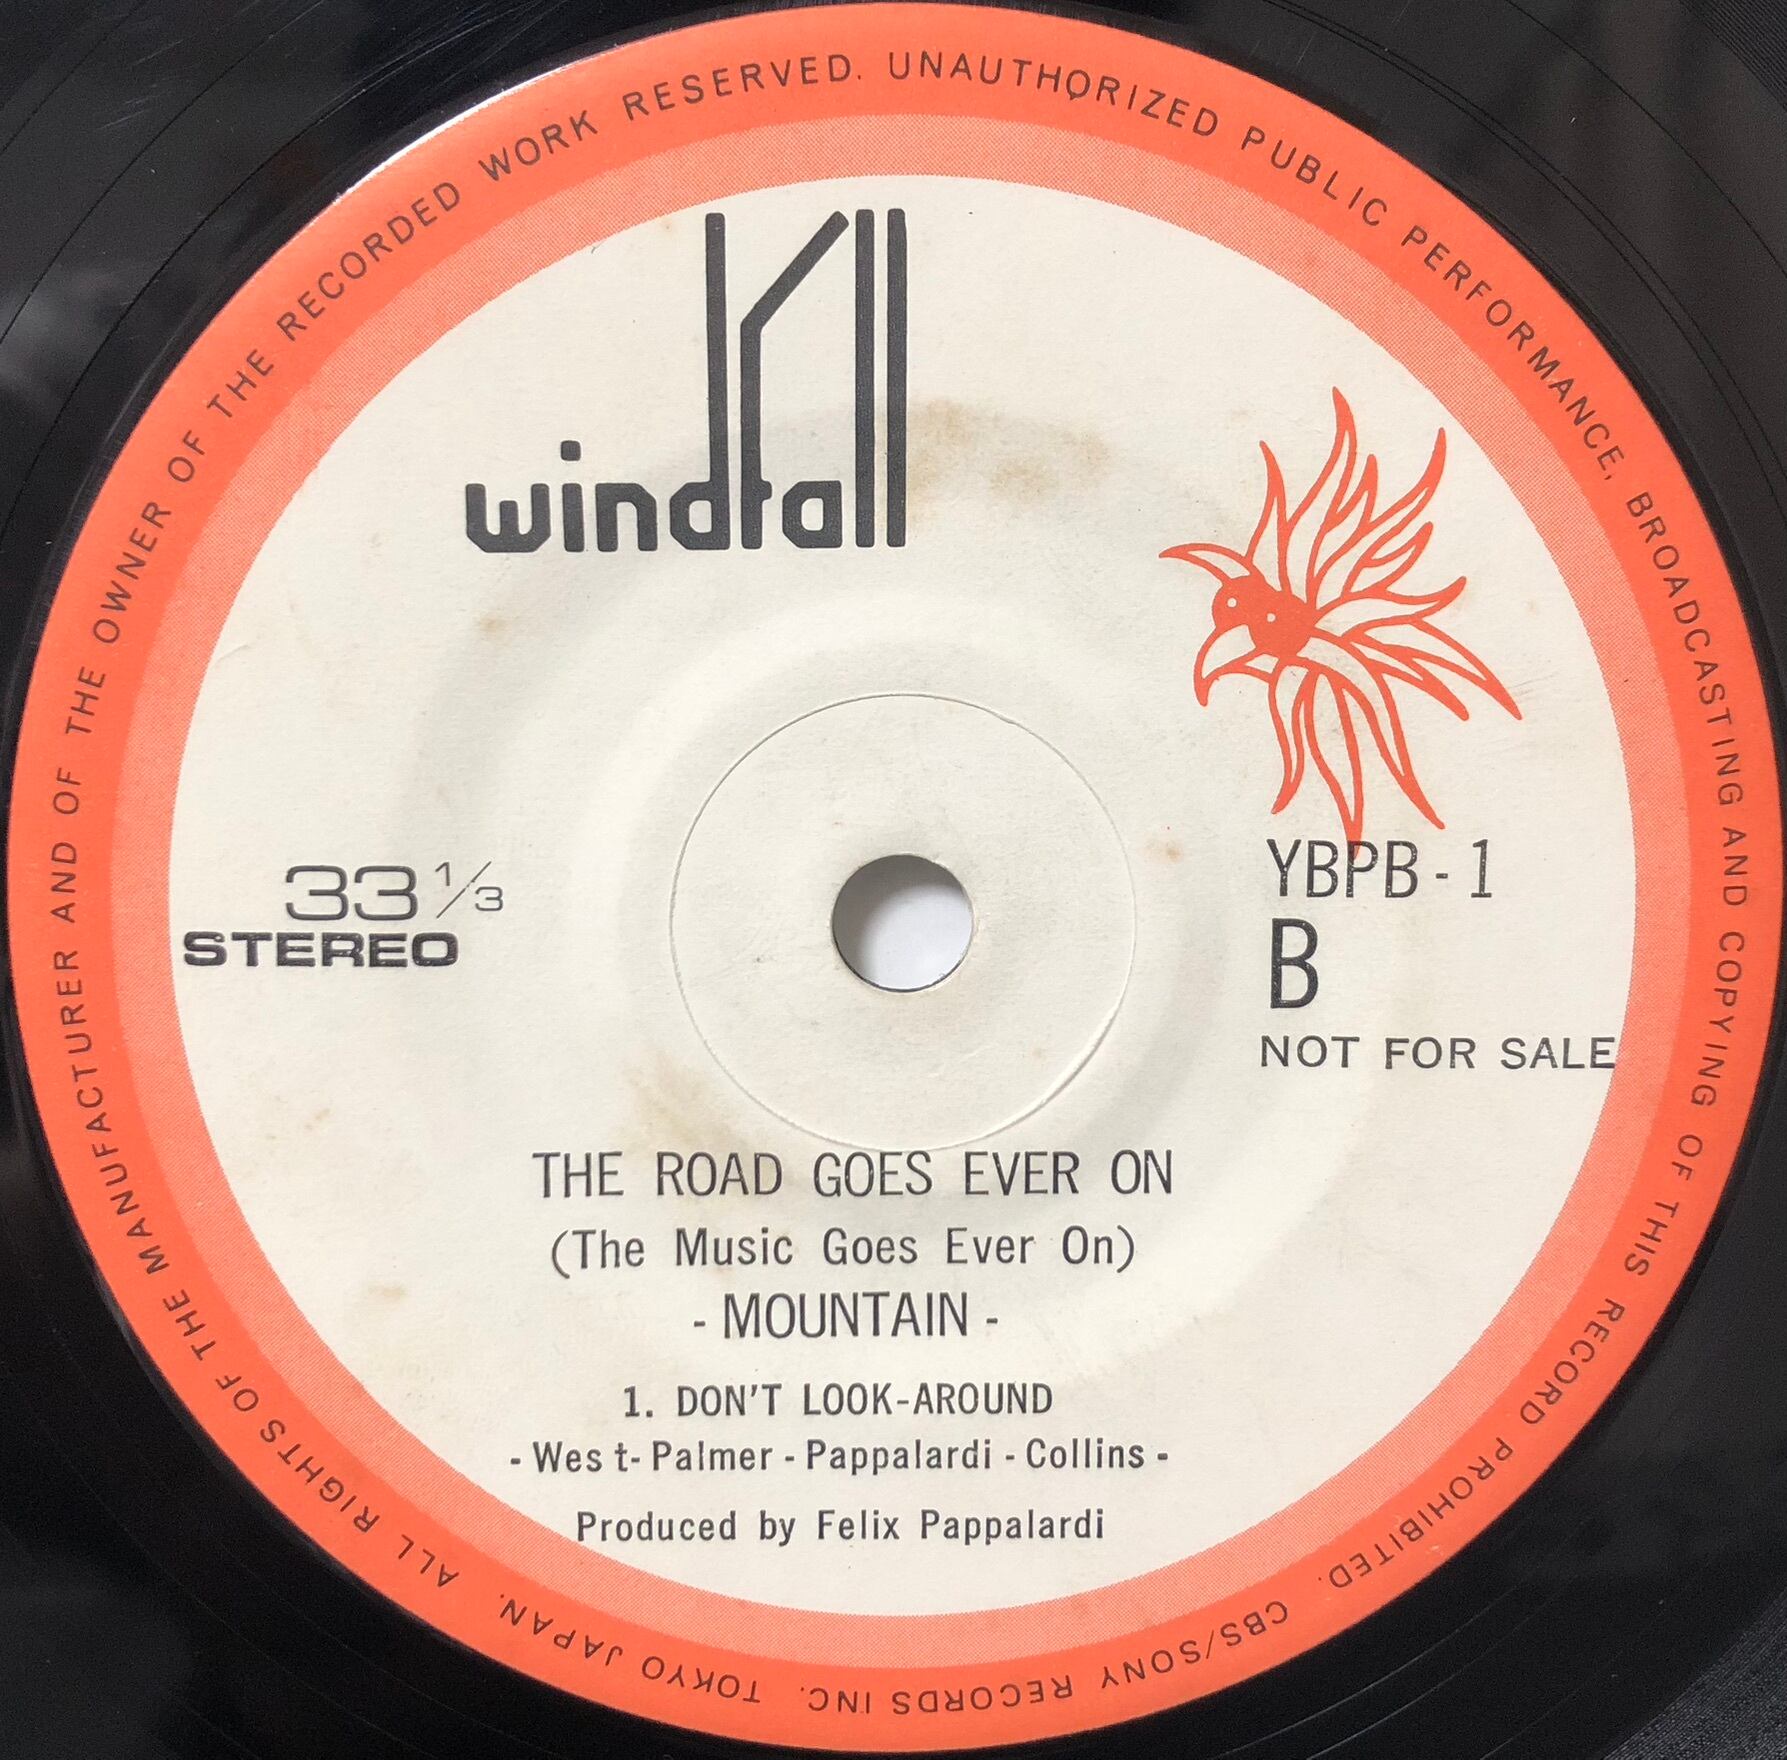 windfall
33 1/3
STEREO
YBPB - 1
B
NOT FOR SALE
THE ROAD GOES EVER ON
(The Music Goes Ever On)
- MOUNTAIN -
1. DON'T LOOK-AROUND
- Wes t- Palmer - Pappalardi - Collins -
Produced by Felix Pappalardi
ALL RIGHTS OF THE MANUFACTURER AND OF THE OWNER OF THE RECORDED WORK RESERVED. UNAUTHORIZED PUBLIC PERFORMANCE, BROADCASTING AND COPYING OF THIS RECORD PROHIBITED. CBS/SONY RECORDS INC. TOKYO JAPAN.